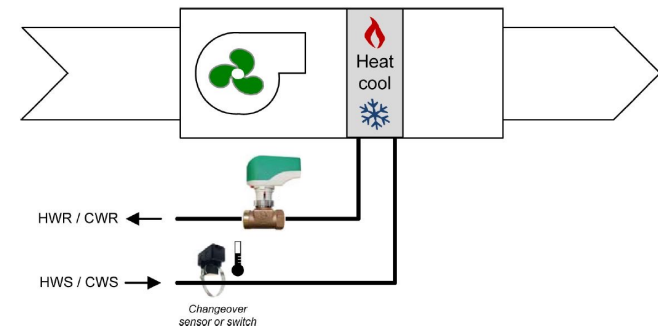 Heat
cool
HWR / CWR
HWS / CWS
Changeover
sensor or switch